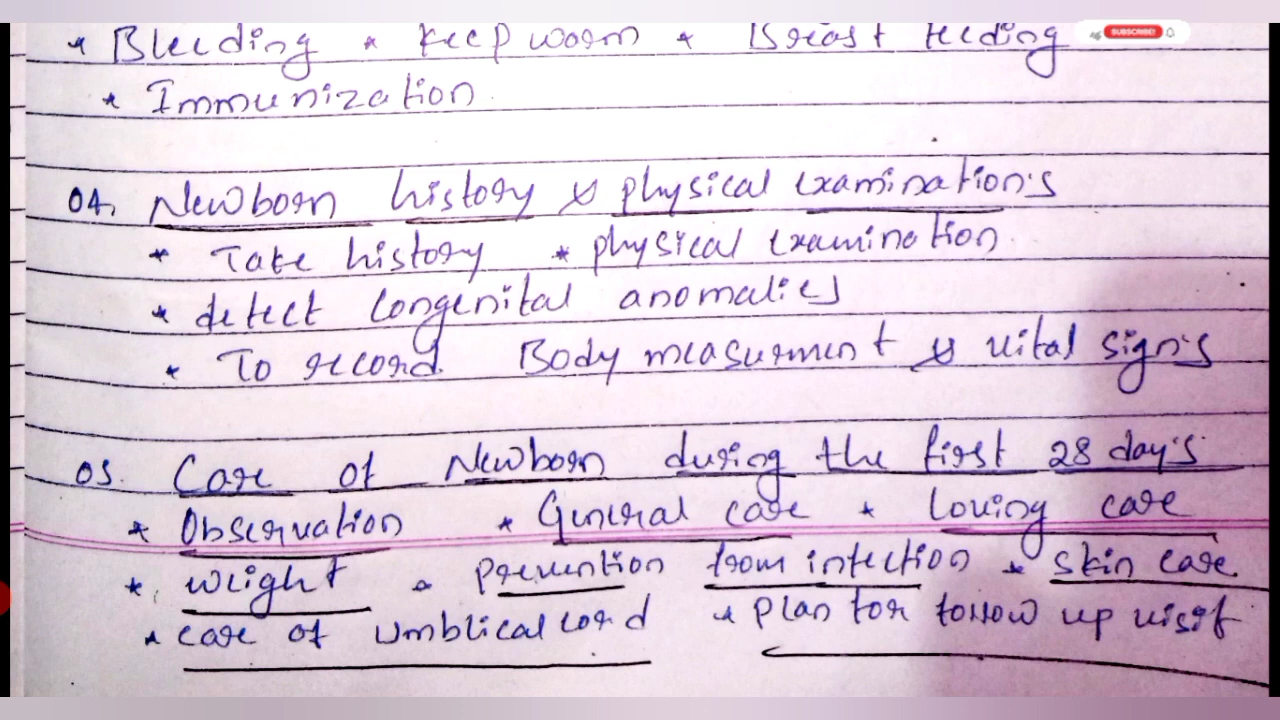 * Bleeding * Keep warm * Breast feeding
SUBSCRIBE!
* Immunization
04. Newborn history & physical examination's
* Take history * physical examination.
* detect congenital anomalies
* To record Body measurment & vital sign's
05. Care of Newborn during the first 28 day's
* Observation * General care * Loving care
* weight * prevention from infection * skin care
* care of umblical cord * plan for follow up visit